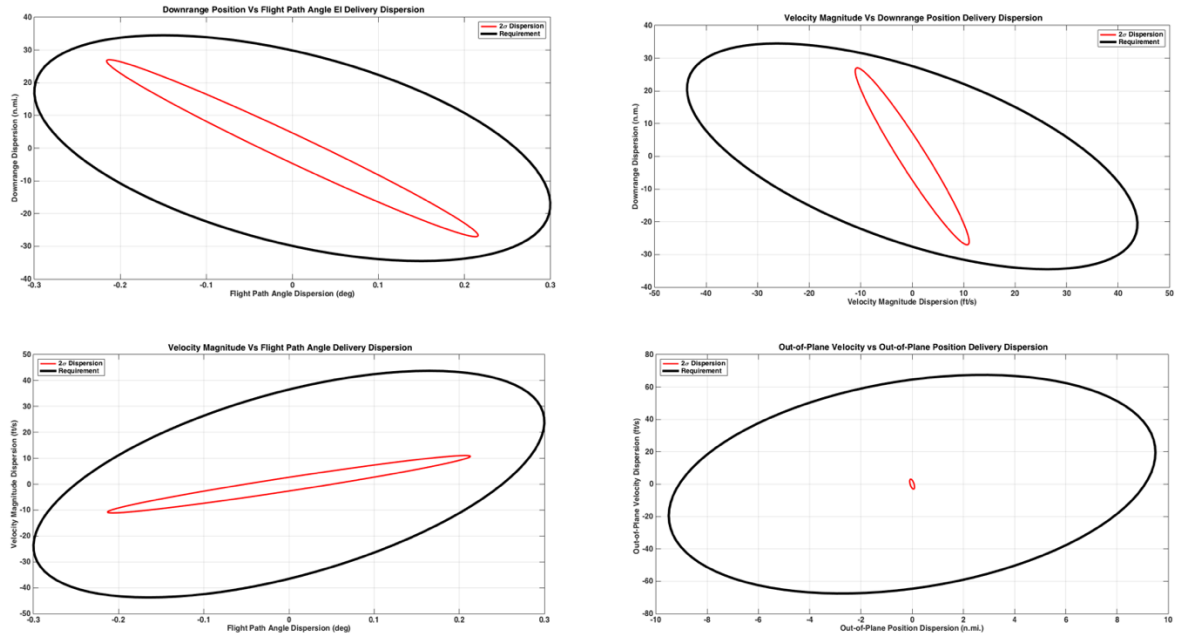 Downrange Position Vs Flight Path Angle EI Delivery Dispersion
40
30
20
10
0
-10
-20
-30
-40
Downrange Dispersion (n.mi.)
2σ Dispersion
Requirement
-0.3 -0.2 -0.1 0 0.1 0.2 0.3
Flight Path Angle Dispersion (deg)
Velocity Magnitude Vs Downrange Position Delivery Dispersion
40
30
20
10
0
-10
-20
-30
-40
Downrange Dispersion (n.m.)
2σ Dispersion
Requirement
-50 -40 -30 -20 -10 0 10 20 30 40 50
Velocity Magnitude Dispersion (ft/s)
Velocity Magnitude Vs Flight Path Angle Delivery Dispersion
50
40
30
20
10
0
-10
-20
-30
-40
-50
Velocity Magnitude Dispersion (ft/s)
2σ Dispersion
Requirement
-0.3 -0.2 -0.1 0 0.1 0.2 0.3
Flight Path Angle Dispersion (deg)
Out-of-Plane Velocity vs Out-of-Plane Position Delivery Dispersion
80
60
40
20
0
-20
-40
-60
-80
Out-of-Plane Velocity Dispersion (ft/s)
2σ Dispersion
Requirement
-10 -8 -6 -4 -2 0 2 4 6 8 10
Out-of-Plane Position Dispersion (n.mi.)